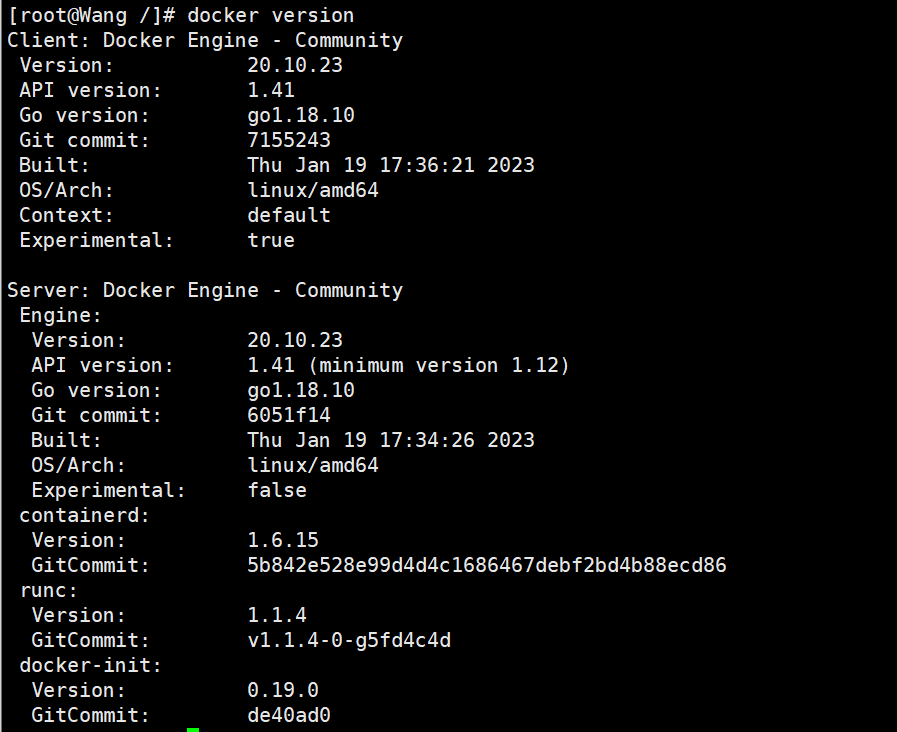 [root@Wang /]# docker version
Client: Docker Engine - Community
 Version:           20.10.23
 API version:       1.41
 Go version:        go1.18.10
 Git commit:        7155243
 Built:             Thu Jan 19 17:36:21 2023
 OS/Arch:           linux/amd64
 Context:           default
 Experimental:      true

Server: Docker Engine - Community
 Engine:
  Version:          20.10.23
  API version:      1.41 (minimum version 1.12)
  Go version:       go1.18.10
  Git commit:       6051f14
  Built:            Thu Jan 19 17:34:26 2023
  OS/Arch:          linux/amd64
  Experimental:     false
 containerd:
  Version:          1.6.15
  GitCommit:        5b842e528e99d4d4c1686467debf2bd4b88ecd86
 runc:
  Version:          1.1.4
  GitCommit:        v1.1.4-0-g5fd4c4d
 docker-init:
  Version:          0.19.0
  GitCommit:        de40ad0